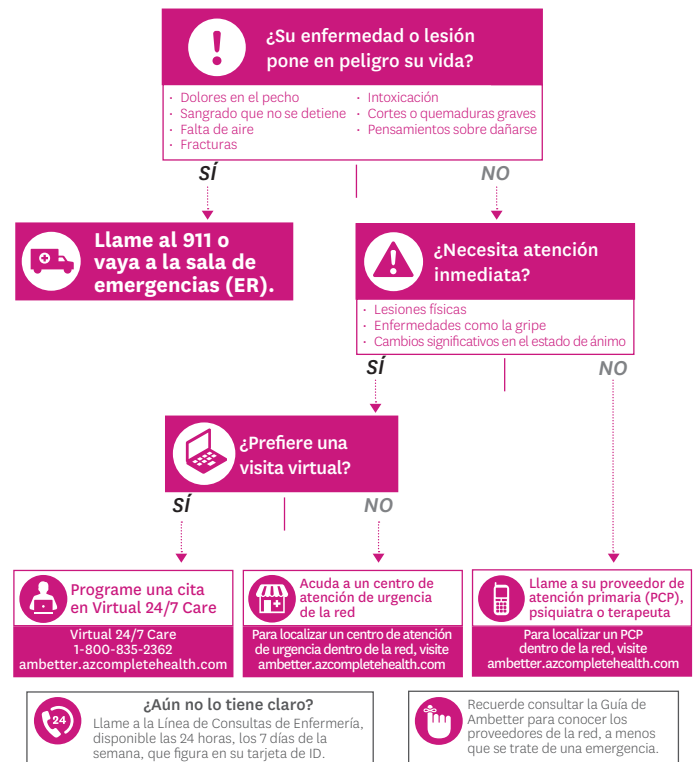 ¿Su enfermedad o lesión
pone en peligro su vida?
· Dolores en el pecho
· Sangrado que no se detiene
· Falta de aire
· Fracturas
· Intoxicación
· Cortes o quemaduras graves
· Pensamientos sobre dañarse
SÍ
NO
Llame al 911 o
vaya a la sala de
emergencias (ER).
¿Necesita atención
inmediata?
· Lesiones físicas
· Enfermedades como la gripe
· Cambios significativos en el estado de ánimo
SÍ
NO
¿Prefiere una
visita virtual?
SÍ
NO
Programe una cita
en Virtual 24/7 Care
Virtual 24/7 Care
1-800-835-2362
ambetter.azcompletehealth.com
Acuda a un centro de
atención de urgencia
de la red
Para localizar un centro de atención
de urgencia dentro de la red, visite
ambetter.azcompletehealth.com
Llame a su proveedor de
atención primaria (PCP),
psiquiatra o terapeuta
Para localizar un PCP
dentro de la red, visite
ambetter.azcompletehealth.com
24
¿Aún no lo tiene claro?
Llame a la Línea de Consultas de Enfermería,
disponible las 24 horas, los 7 días de la
semana, que figura en su tarjeta de ID.
Recuerde consultar la Guía de
Ambetter para conocer los
proveedores de la red, a menos
que se trate de una emergencia.